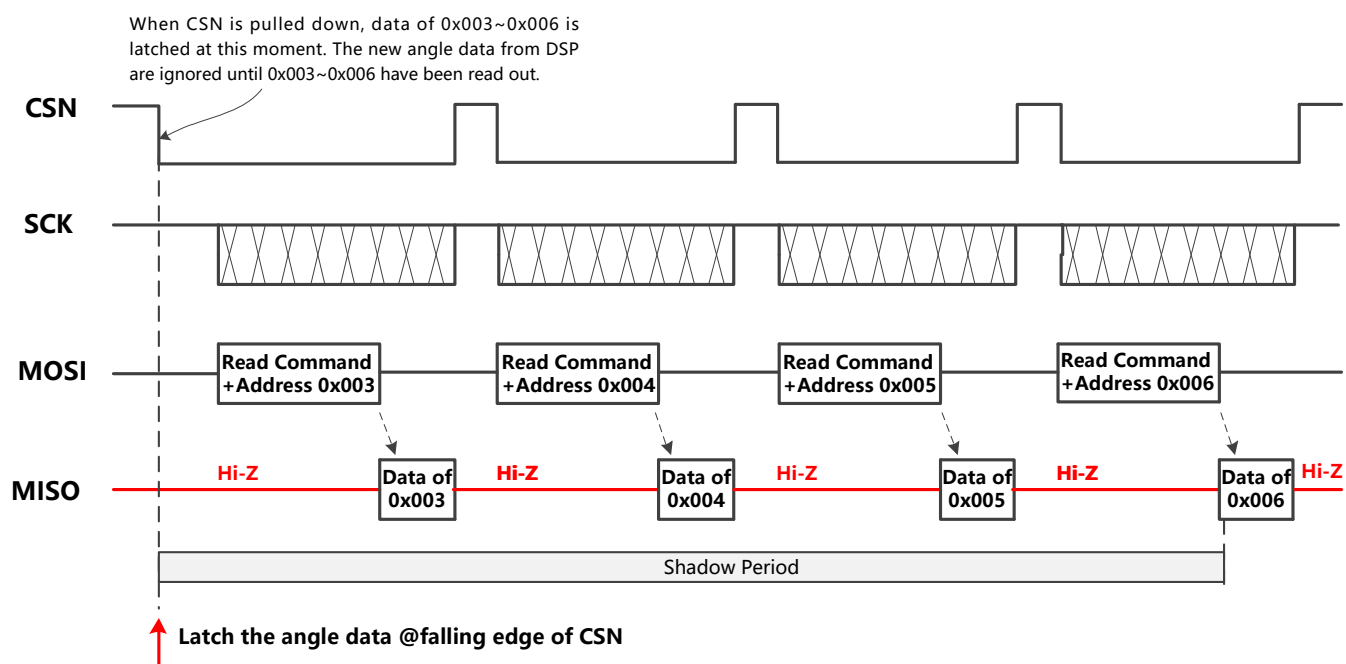 When CSN is pulled down, data of 0x003~0x006 is
latched at this moment. The new angle data from DSP
are ignored until 0x003~0x006 have been read out.
CSN
SCK
MOSI
Read Command
+Address 0x003
Read Command
+Address 0x004
Read Command
+Address 0x005
Read Command
+Address 0x006
MISO
Hi-Z
Data of
0x003
Hi-Z
Data of
0x004
Hi-Z
Data of
0x005
Hi-Z
Data of
0x006
Hi-Z
Shadow Period
Latch the angle data @falling edge of CSN